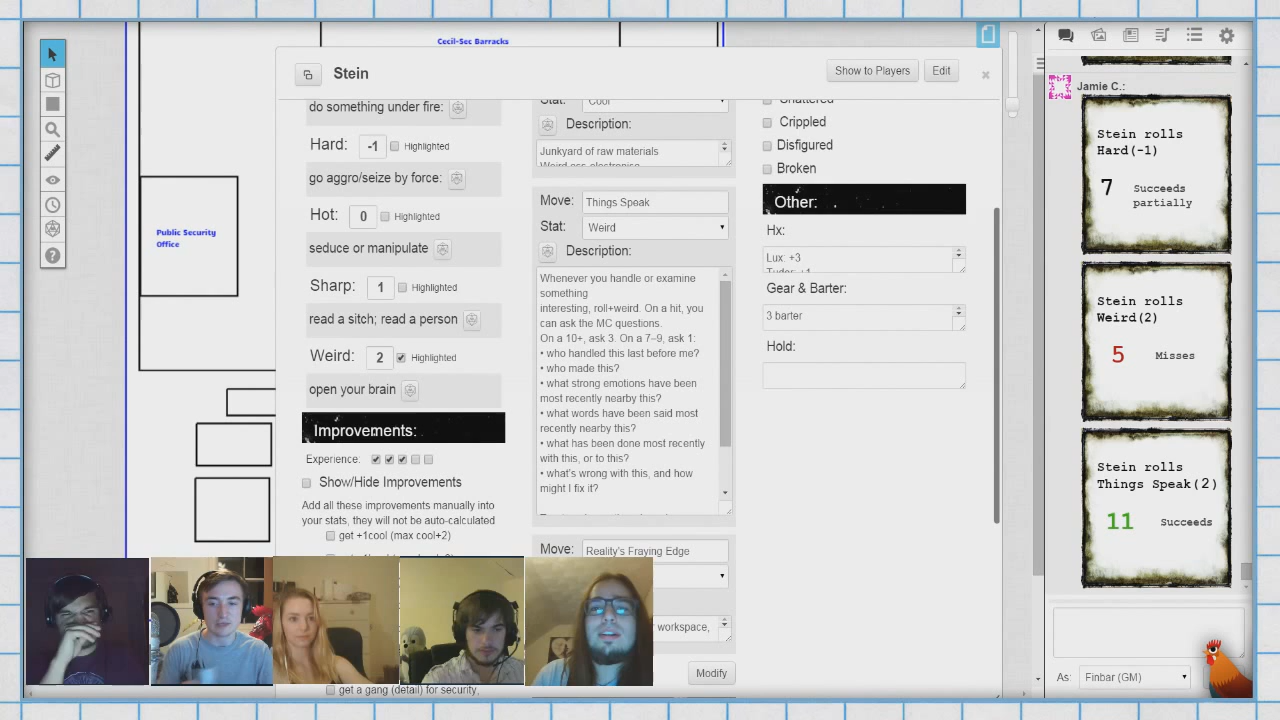 Cecil-Sec Barracks
Public Security
Office
Stein
Show to Players
Edit
do something under fire:
Hard: -1 Highlighted
go aggro/seize by force:
Hot: 0 Highlighted
seduce or manipulate
Sharp: 1 Highlighted
read a sitch; read a person
Weird: 2 Highlighted
open your brain
Improvements:
Experience:
Show/Hide Improvements
Add all these improvements manually into
your stats, they will not be auto-calculated
get +1cool (max cool+2)
get a gang (detail) for security,
Stat: Cool
Description:
Junkyard of raw materials
Move: Things Speak
Stat: Weird
Description:
Whenever you handle or examine
something
interesting, roll+weird. On a hit, you
can ask the MC questions.
On a 10+, ask 3. On a 7–9, ask 1:
• who handled this last before me?
• who made this?
• what strong emotions have been
most recently nearby this?
• what words have been said most
recently nearby this?
• what has been done most recently
with this, or to this?
• what's wrong with this, and how
might I fix it?
Move: Reality's Fraying Edge
workspace,
Modify
Shattered
Crippled
Disfigured
Broken
Other:
Hx:
Lux: +3
Gear & Barter:
3 barter
Hold:
Jamie C.:
Stein rolls
Hard(-1)
7 Succeeds
partially
Stein rolls
Weird(2)
5 Misses
Stein rolls
Things Speak(2)
11 Succeeds
As: Finbar (GM)